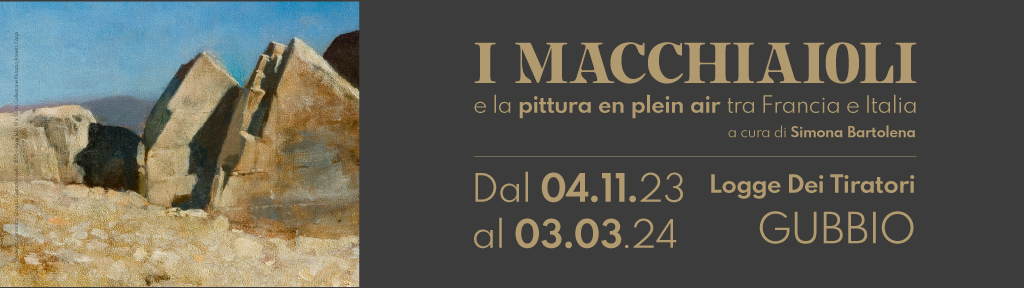 I MACCHIAIOLI
e la pittura en plein air tra Francia e Italia
a cura di Simona Bartolena
Dal 04.11.23
al 03.03.24
Logge Dei Tiratori
GUBBIO